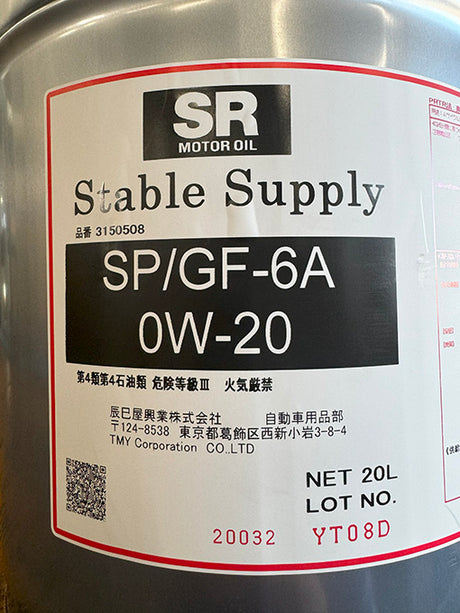 SR
MOTOR OIL
Stable Supply
品番 3150508
SP/GF-6A
0W-20
第4類第4石油類 危険等級Ⅲ 火気厳禁
辰巳屋興業株式会社 自動車用品部
〒124-8538 東京都葛飾区西新小岩3-8-4
TMY Corporation CO.,LTD
NET 20L
LOT NO.
20032 YT08D